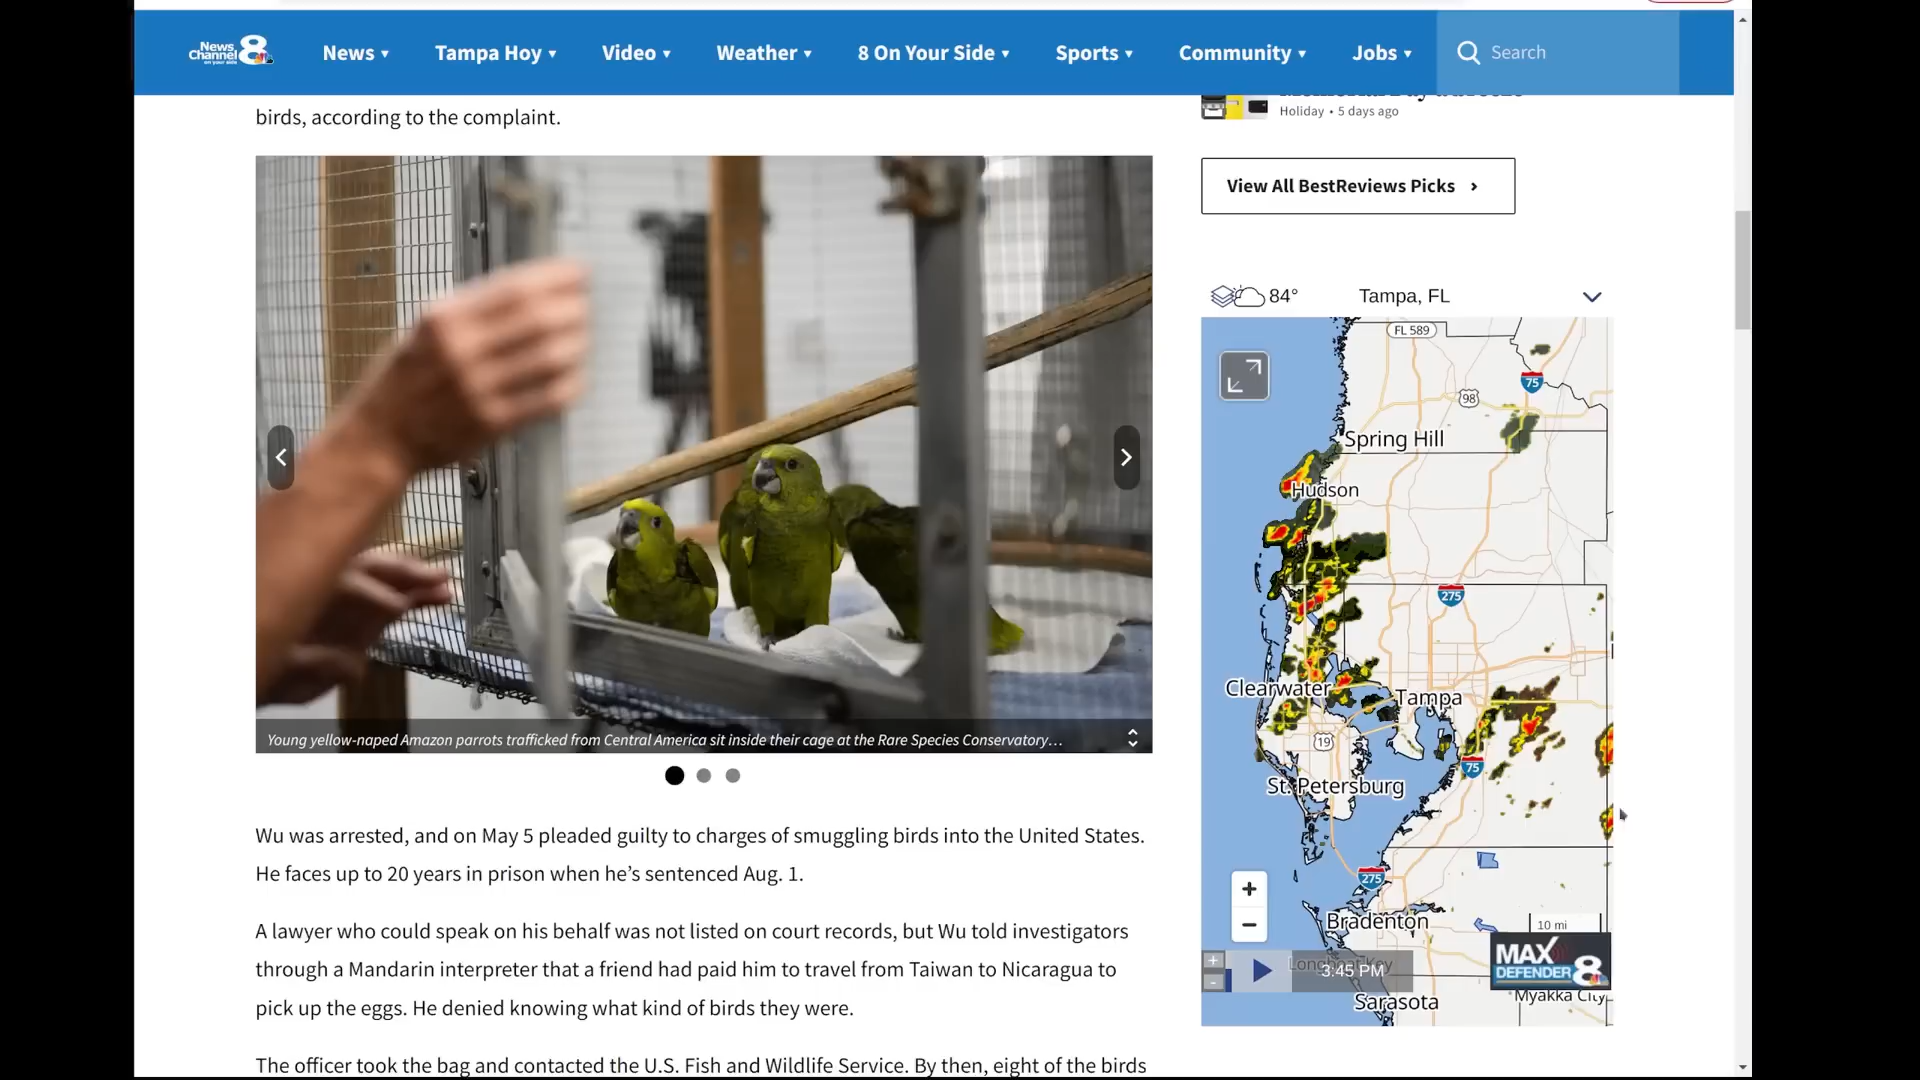 News
Channel 8
on your side
News
Tampa Hoy
Video
Weather
8 On Your Side
Sports
Community
Jobs
Search
birds, according to the complaint.
Young yellow-naped Amazon parrots trafficked from Central America sit inside their cage at the Rare Species Conservatory…
Wu was arrested, and on May 5 pleaded guilty to charges of smuggling birds into the United States.
He faces up to 20 years in prison when he’s sentenced Aug. 1.
A lawyer who could speak on his behalf was not listed on court records, but Wu told investigators
through a Mandarin interpreter that a friend had paid him to travel from Taiwan to Nicaragua to
pick up the eggs. He denied knowing what kind of birds they were.
The officer took the bag and contacted the U.S. Fish and Wildlife Service. By then, eight of the birds
Holiday • 5 days ago
View All BestReviews Picks
84°
Tampa, FL
FL 589
75
98
Spring Hill
Hudson
275
Clearwater
Tampa
19
75
St. Petersburg
275
+
−
Bradenton
10 mi
MAX
DEFENDER 8
+
-
Longboat Key
3:45 PM
Myakka City
Sarasota